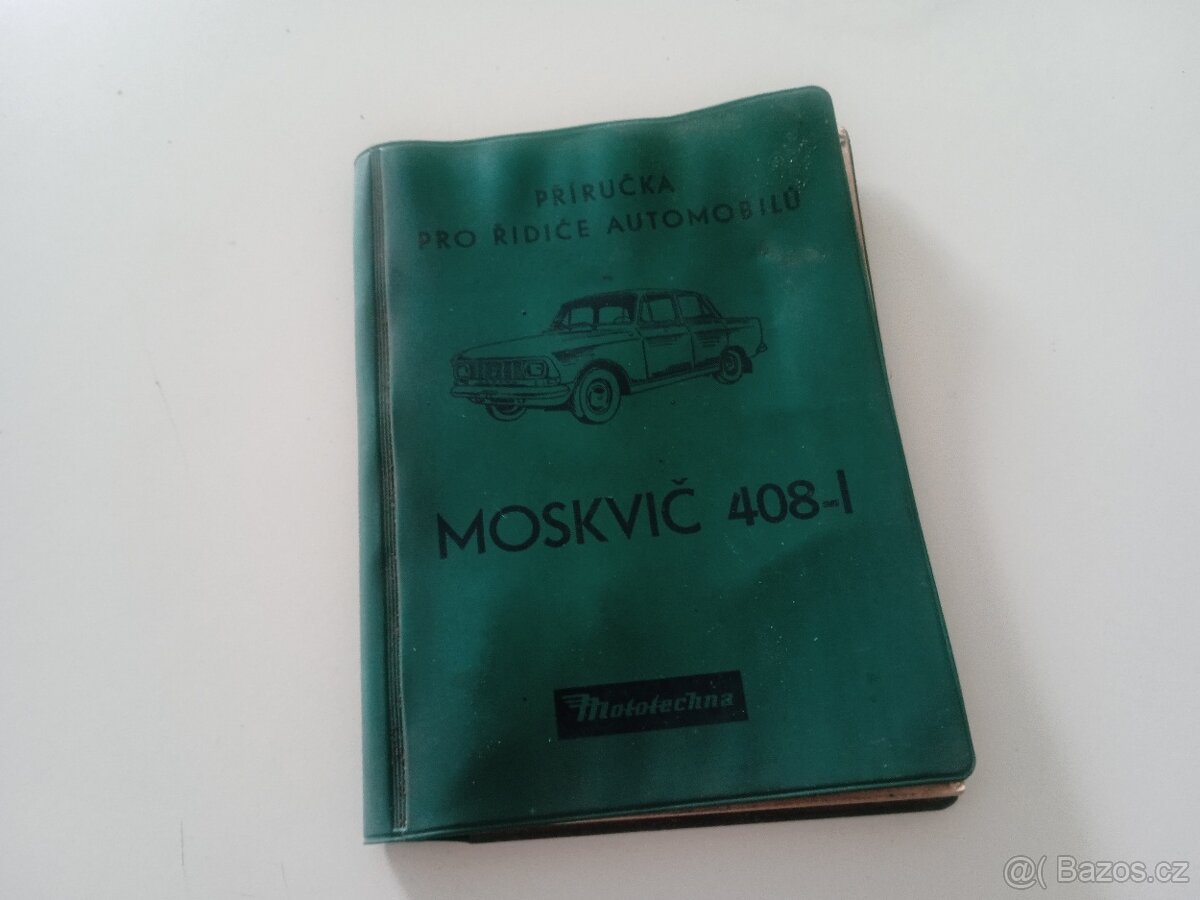 PŘÍRUČKA
PRO ŘIDIČE AUTOMOBILŮ
MOSKVIČ 408-I
Mototechna
@( Bazos.cz